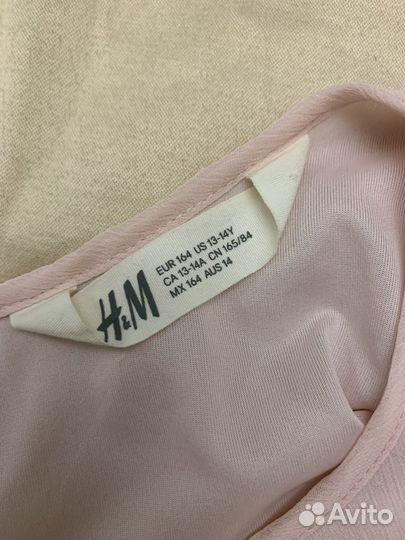 H&M
EUR 164 US 13-14Y
CA 13-14A CN 165/84
MX 164 AUS 14
Avito